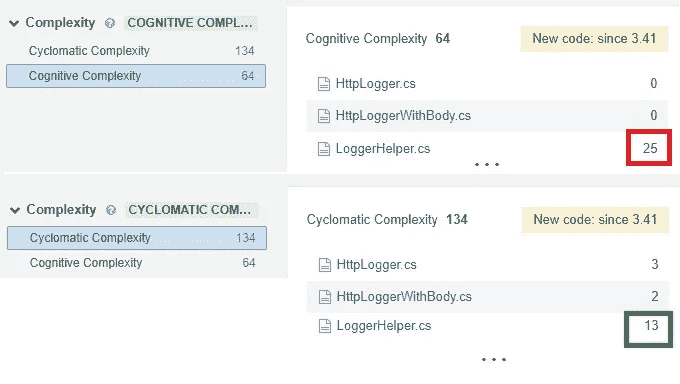 Complexity ? COGNITIVE COMPL...
Cyclomatic Complexity 134
Cognitive Complexity 64
Cognitive Complexity 64 New code: since 3.41
HttpLogger.cs 0
HttpLoggerWithBody.cs 0
LoggerHelper.cs 25
...
Complexity ? CYCLOMATIC COM...
Cyclomatic Complexity 134
Cognitive Complexity 64
Cyclomatic Complexity 134 New code: since 3.41
HttpLogger.cs 3
HttpLoggerWithBody.cs 2
LoggerHelper.cs 13
...